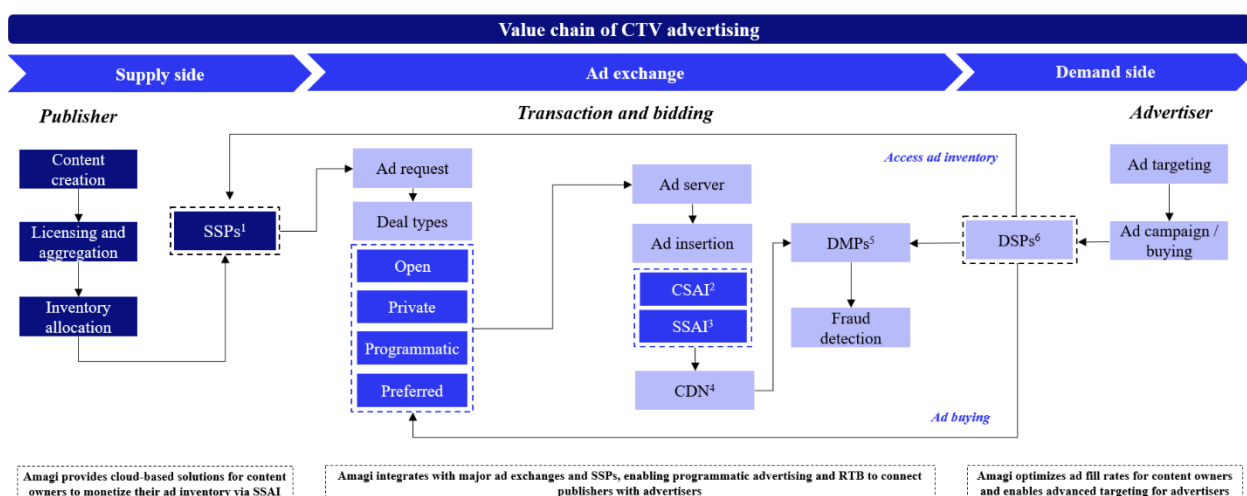 Value chain of CTV advertising
Supply side
Ad exchange
Demand side
Publisher
Transaction and bidding
Advertiser
Content
creation
Licensing and
aggregation
Inventory
allocation
SSPs¹
Ad request
Deal types
Open
Private
Programmatic
Preferred
Ad server
Ad insertion
CSAI²
SSAI³
CDN⁴
DMPs⁵
Fraud
detection
Access ad inventory
DSPs⁶
Ad buying
Ad targeting
Ad campaign /
buying
Amagi provides cloud-based solutions for content
owners to monetize their ad inventory via SSAI
Amagi integrates with major ad exchanges and SSPs, enabling programmatic advertising and RTB to connect
publishers with advertisers
Amagi optimizes ad fill rates for content owners
and enables advanced targeting for advertisers